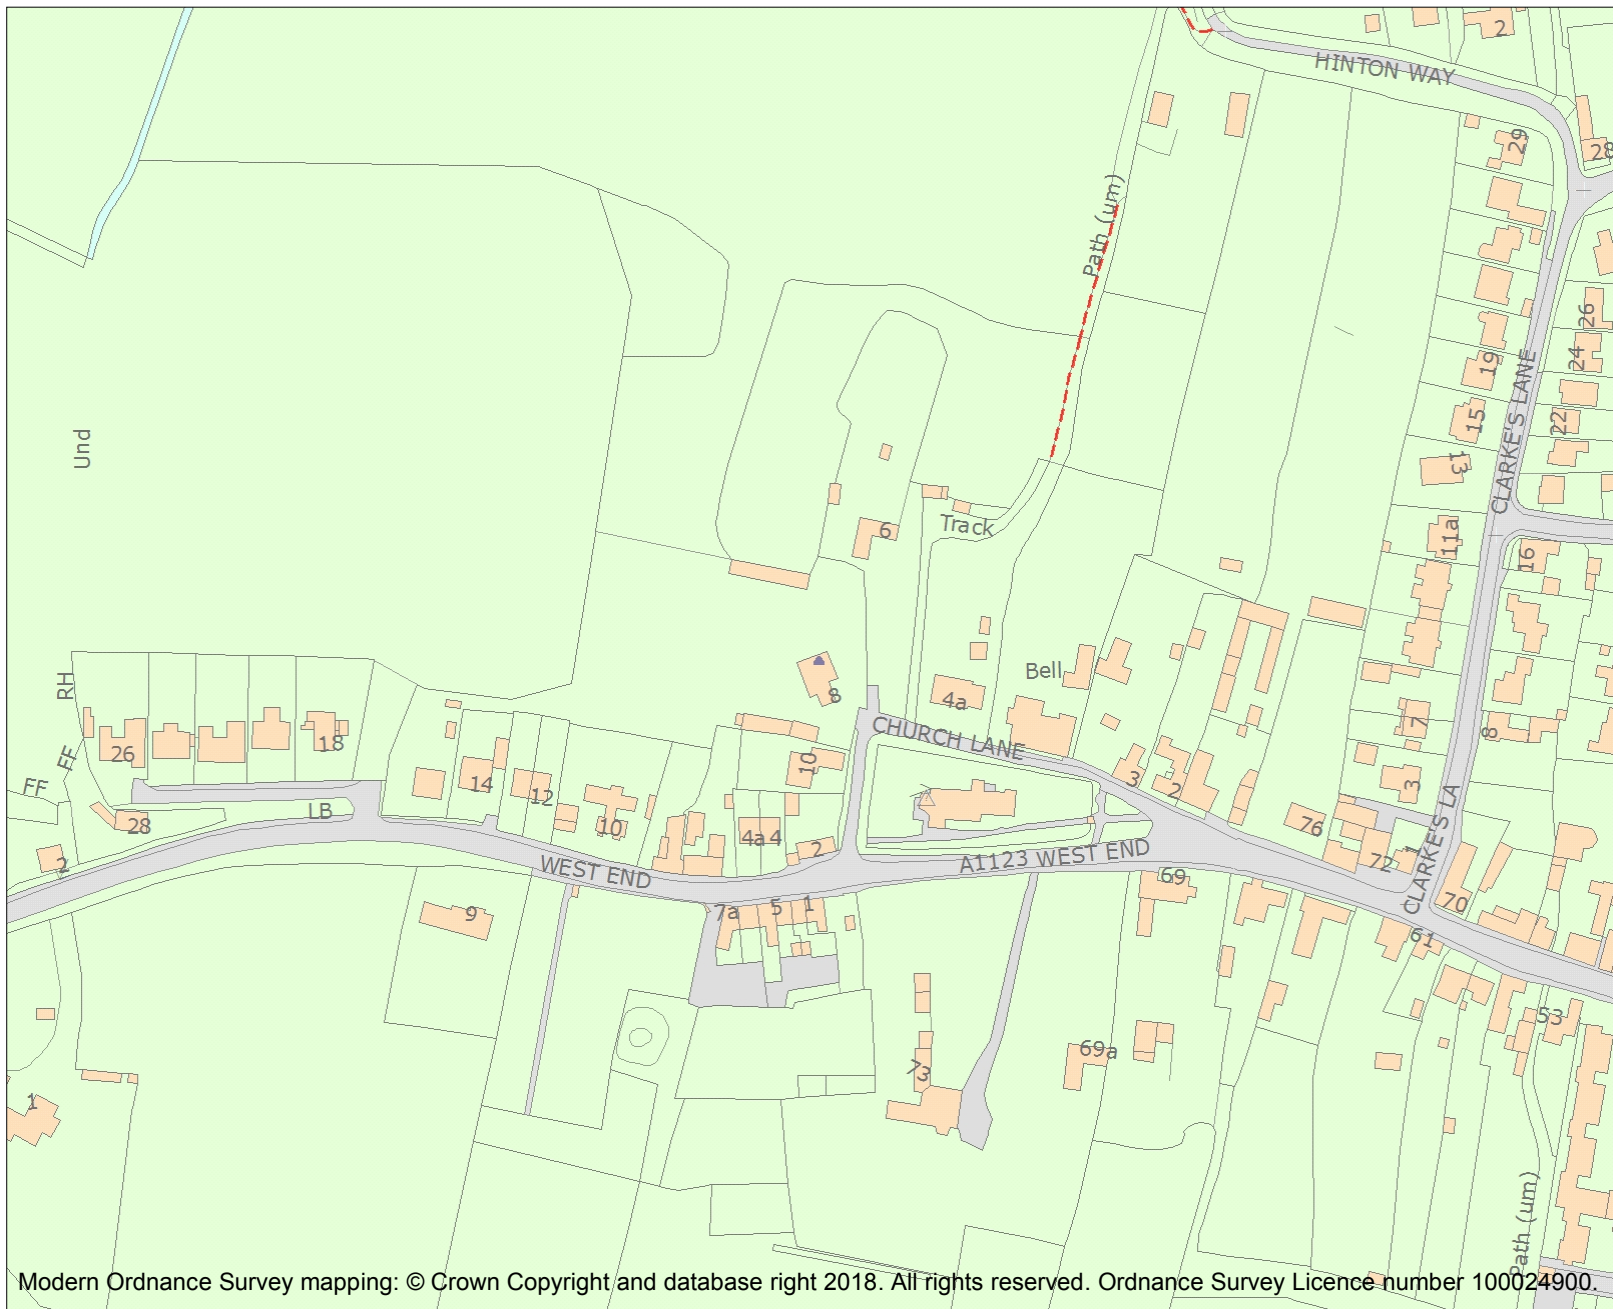 2
HINTON WAY
29
28
Path (um)
26
24
19
CLARKE'S LANE
15
22
Und
13
6
Track
11a
16
RH
Bell
4a
8
7
8
CHURCH LANE
26
18
FF
FF
10
3
2
3
14
12
LB
28
10
4a 4
2
76
72
1
CLARKE'S LA
2
WEST END
A1123 WEST END
69
70
9
7a
5
1
61
53
73
69a
1
Path (um)
Modern Ordnance Survey mapping: © Crown Copyright and database right 2018. All rights reserved. Ordnance Survey Licence number 100024900.